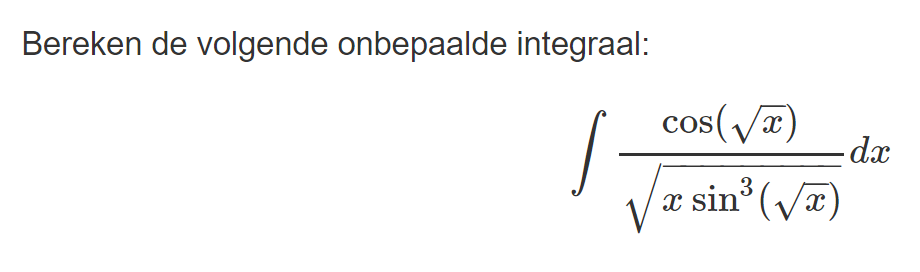 Bereken de volgende onbepaalde integraal:
∫ cos(√x) / √(x sin³(√x)) dx